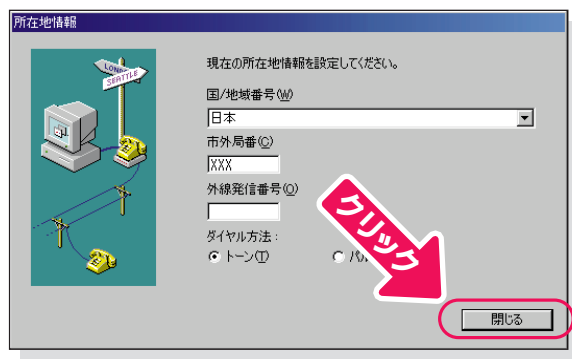 所在地情報
LONDON
SEATTLE
現在の所在地情報を設定してください。
国/地域番号(W)
日本
市外局番(C)
XXX
外線発信番号(O)
ダイヤル方法:
トーン(T)
クリック
閉じる